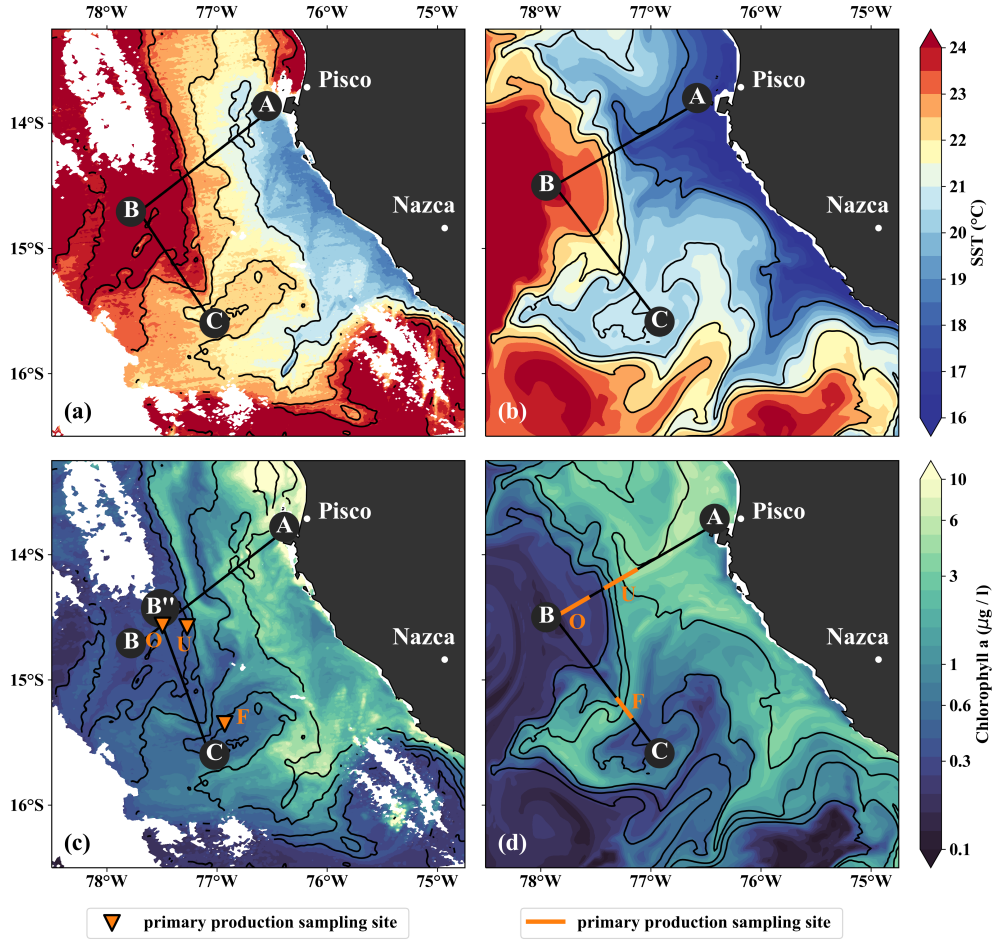 78°W 77°W 76°W 75°W 78°W 77°W 76°W 75°W
14°S
15°S
16°S
A
B
C
Pisco
Nazca
(a)
A
B
C
Pisco
Nazca
(b)
24
23
22
21
20
19
18
17
16
SST (°C)
14°S
15°S
16°S
A
B"
B
C
O
U
F
Pisco
Nazca
(c)
A
B
C
O
U
F
Pisco
Nazca
(d)
10
6
3
1
0.6
0.3
0.1
Chlorophyll a (μg / l)
78°W 77°W 76°W 75°W 78°W 77°W 76°W 75°W
primary production sampling site
primary production sampling site